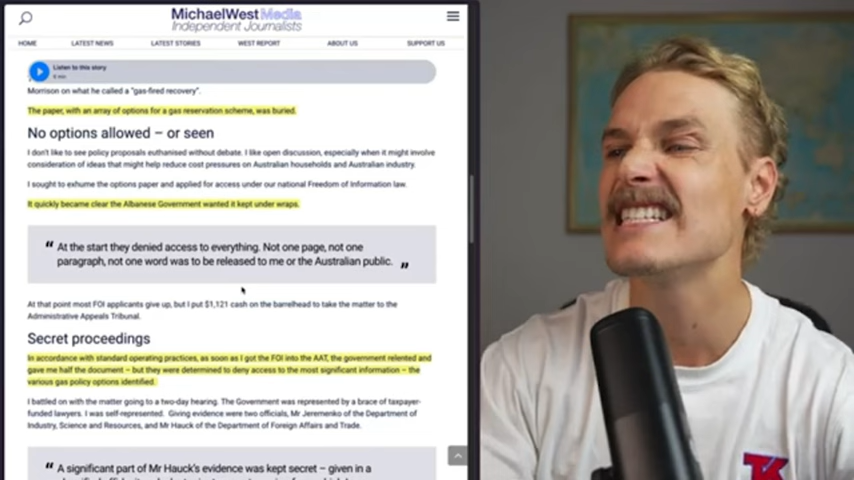 MichaelWest Media
Independent Journalists
HOME LATEST NEWS LATEST STORIES WEST REPORT ABOUT US SUPPORT US
Listen to this story
6 min
Morrison on what he called a "gas-fired recovery".
The paper, with an array of options for a gas reservation scheme, was buried.
No options allowed – or seen
I don't like to see policy proposals euthanised without debate. I like open discussion, especially when it might involve
consideration of ideas that might help reduce cost pressures on Australian households and Australian industry.
I sought to exhume the options paper and applied for access under our national Freedom of Information law.
It quickly became clear the Albanese Government wanted it kept under wraps.
“ At the start they denied access to everything. Not one page, not one
paragraph, not one word was to be released to me or the Australian public. ”
At that point most FOI applicants give up, but I put $1,121 cash on the barrelhead to take the matter to the
Administrative Appeals Tribunal.
Secret proceedings
In accordance with standard operating practices, as soon as I got the FOI into the AAT, the government relented and
gave me half the document – but they were determined to deny access to the most significant information – the
various gas policy options identified.
I battled on with the matter going to a two-day hearing. The Government was represented by a brace of taxpayer-
funded lawyers. I was self-represented. Giving evidence were two officials, Mr Jeremenko of the Department of
Industry, Science and Resources, and Mr Hauck of the Department of Foreign Affairs and Trade.
“ A significant part of Mr Hauck's evidence was kept secret – given in a